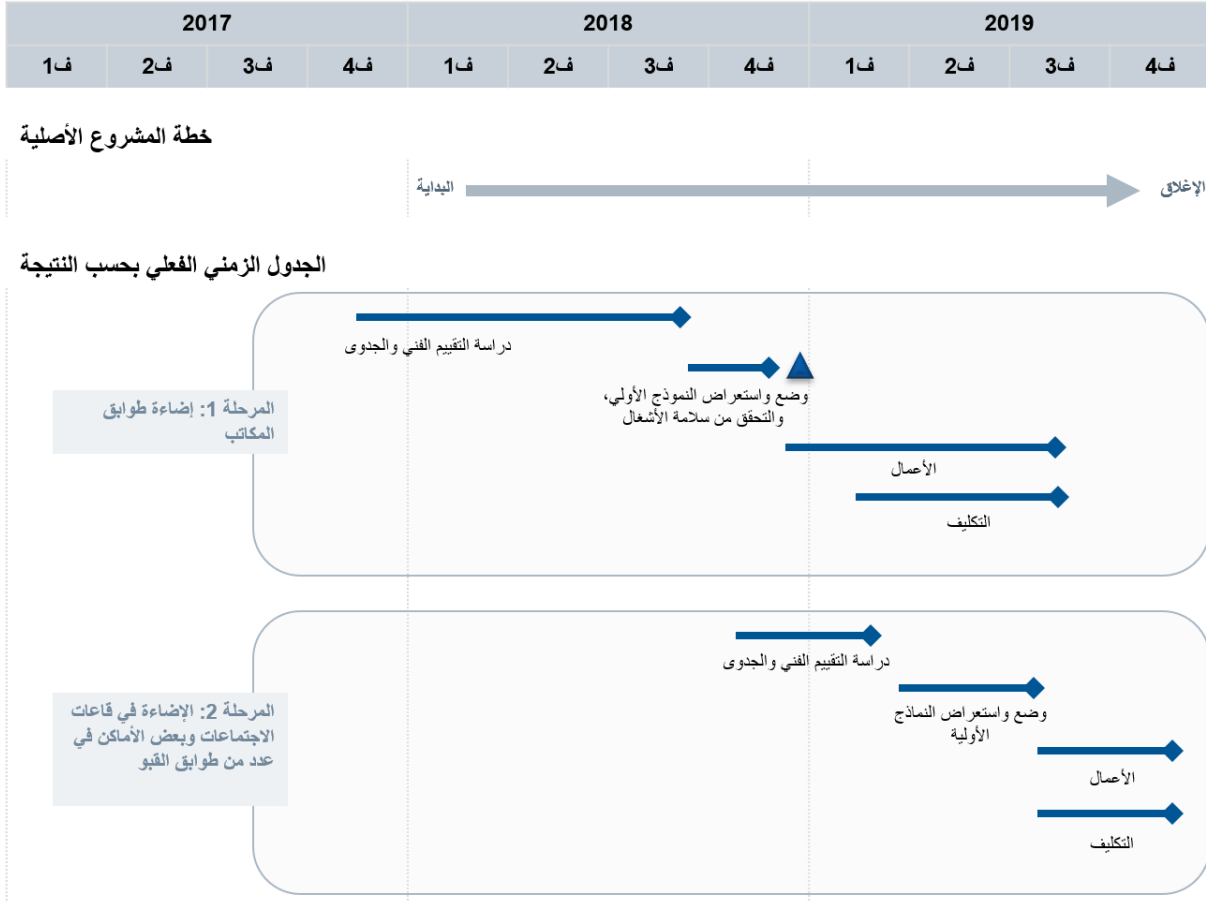 2017 2018 2019
ف1 ف2 ف3 ف4 ف1 ف2 ف3 ف4 ف1 ف2 ف3 ف4
خطة المشروع الأصلية
البداية
الإغلاق
الجدول الزمني الفعلي بحسب النتيجة
المرحلة 1: إضاءة طوابق
المكاتب
دراسة التقييم الفني والجدوى
وضع واستعراض النموذج الأولي،
والتحقق من سلامة الأشغال
الأعمال
التكليف
المرحلة 2: الإضاءة في قاعات
الاجتماعات وبعض الأماكن في
عدد من طوابق القبو
دراسة التقييم الفني والجدوى
وضع واستعراض النماذج
الأولية
الأعمال
التكليف